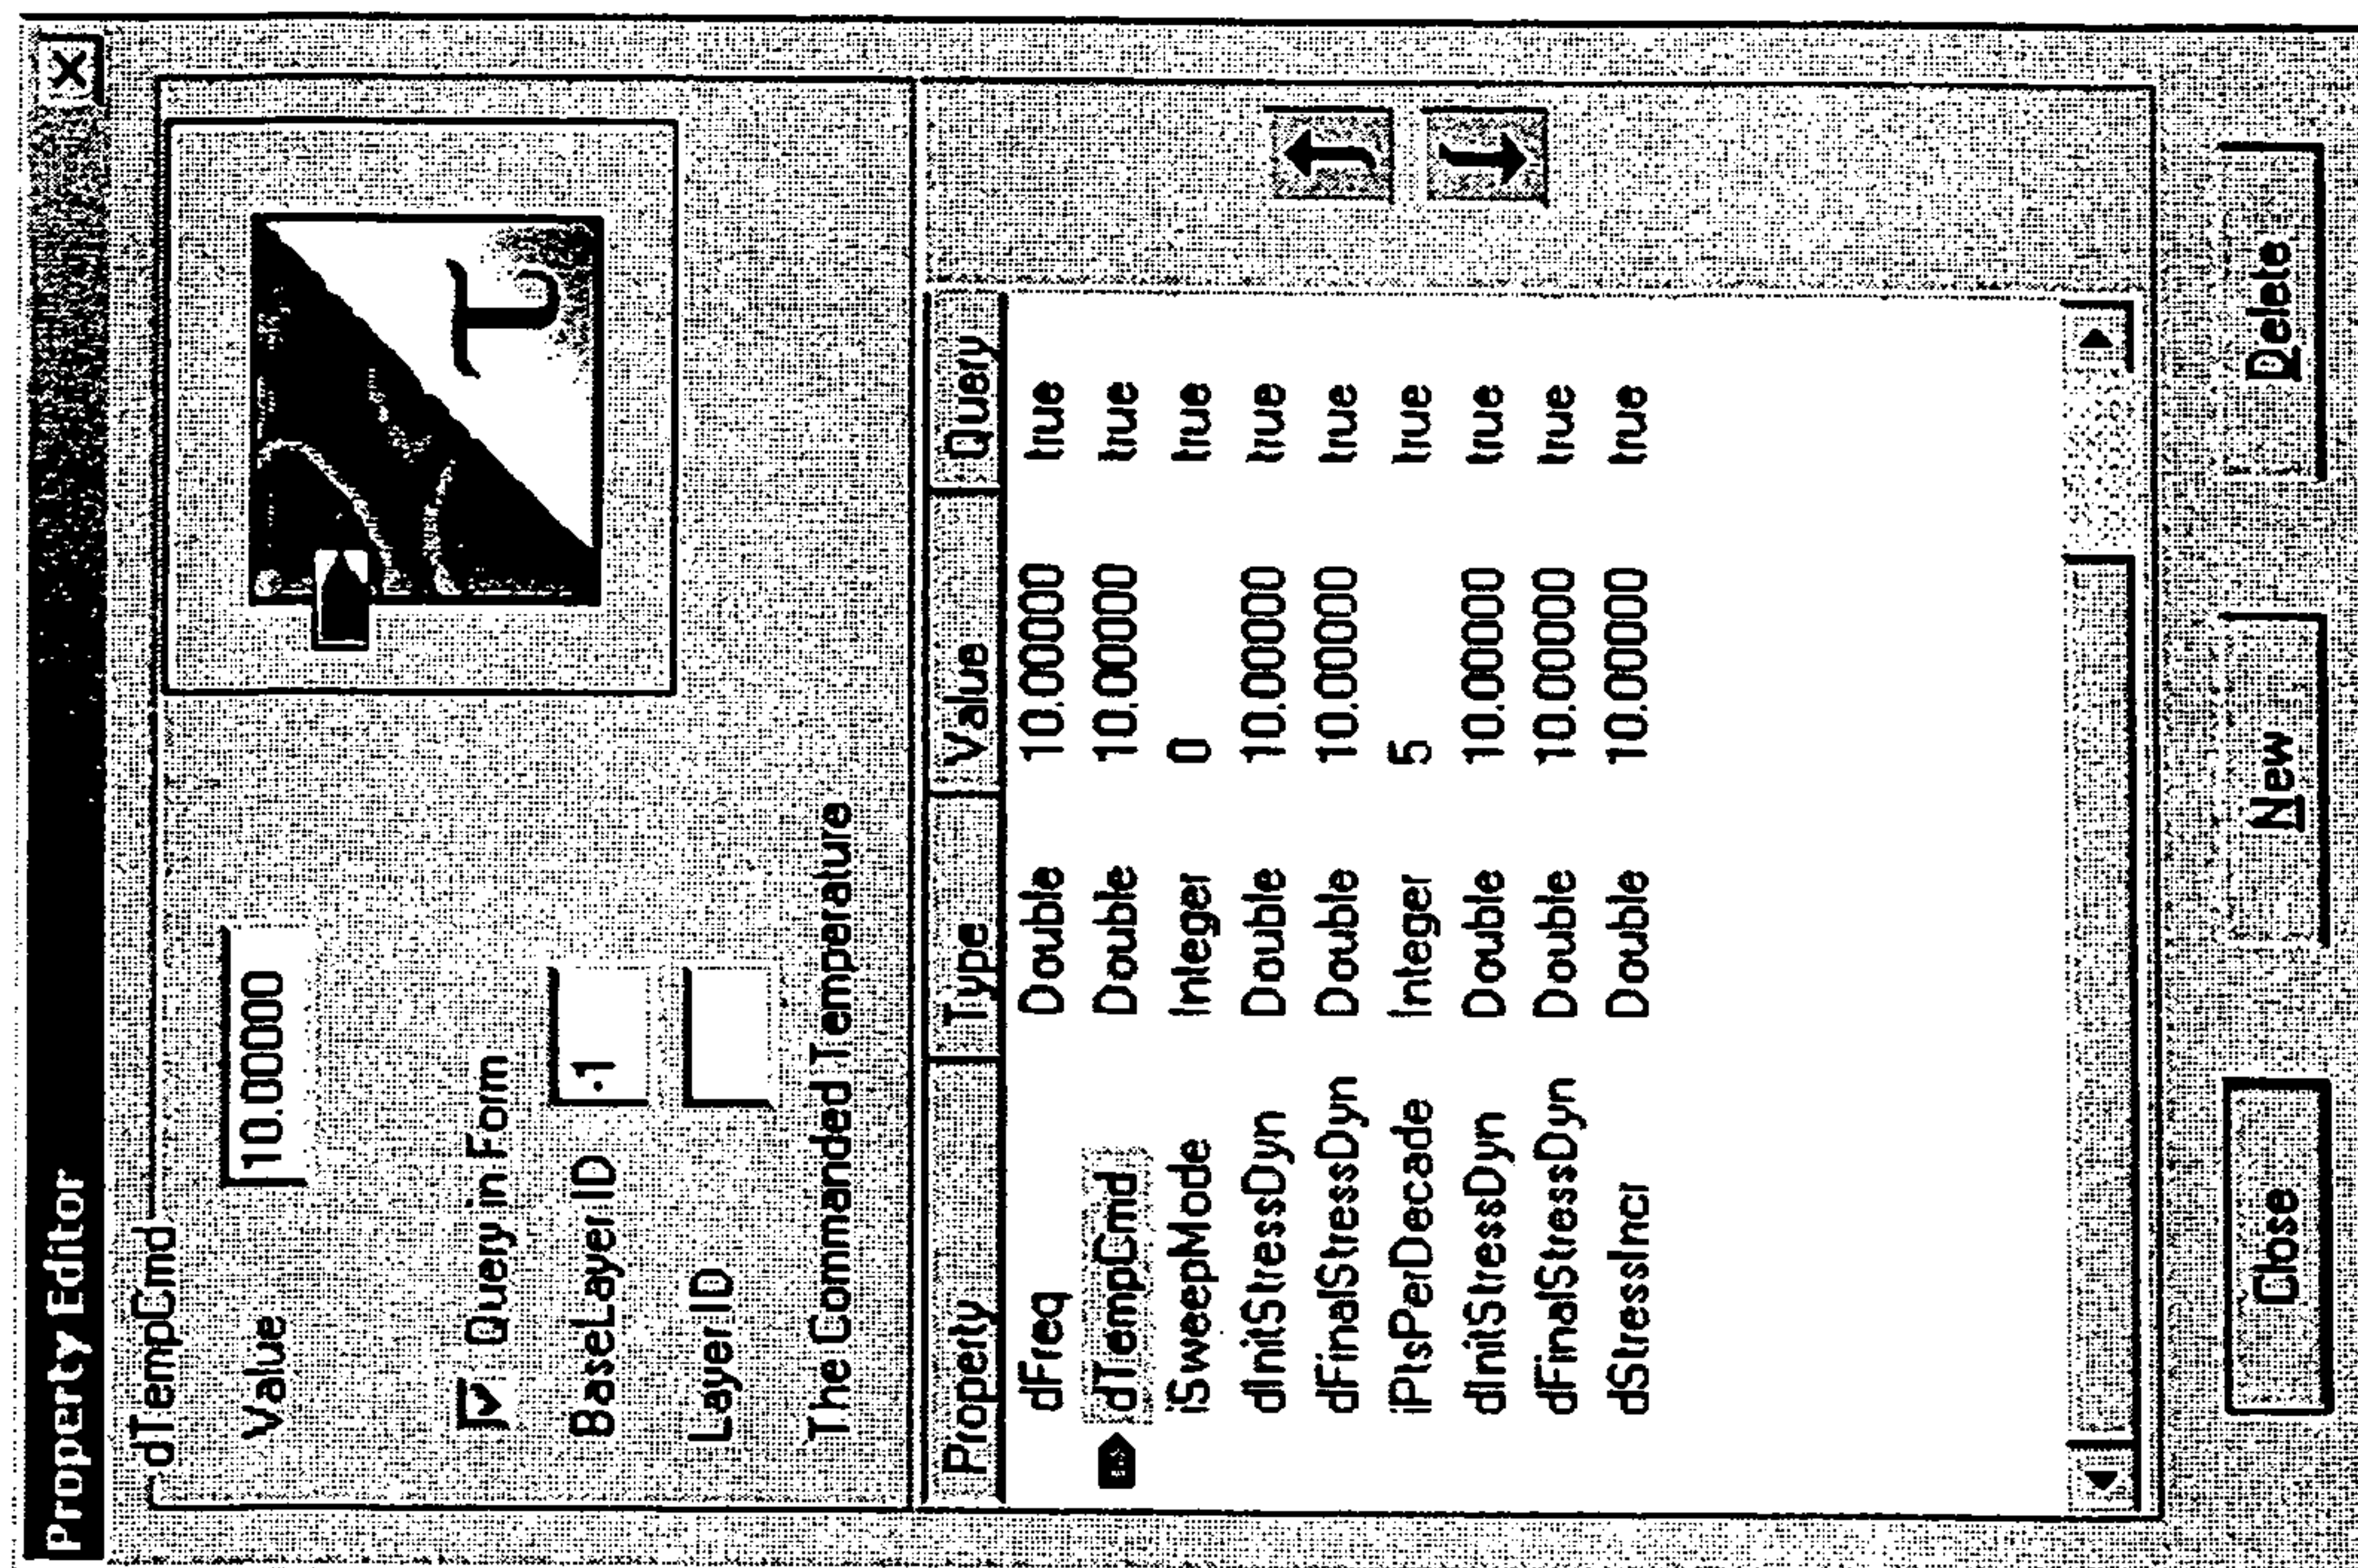 Property Editor
dTempCmd
Value 10.00000
Query in Form
BaseLayerID -1
Layer ID
The Commanded Temperature
Property Type Value Query
dFreq Double 10.00000 true
dTempCmd Double 10.00000 true
iSweepMode Integer 0 true
dInitStressDyn Double 10.00000 true
dFinalStressDyn Double 10.00000 true
iPtsPerDecade Integer 5 true
dInitStressDyn Double 10.00000 true
dFinalStressDyn Double 10.00000 true
dStressIncr Double 10.00000 true
Close New Delete